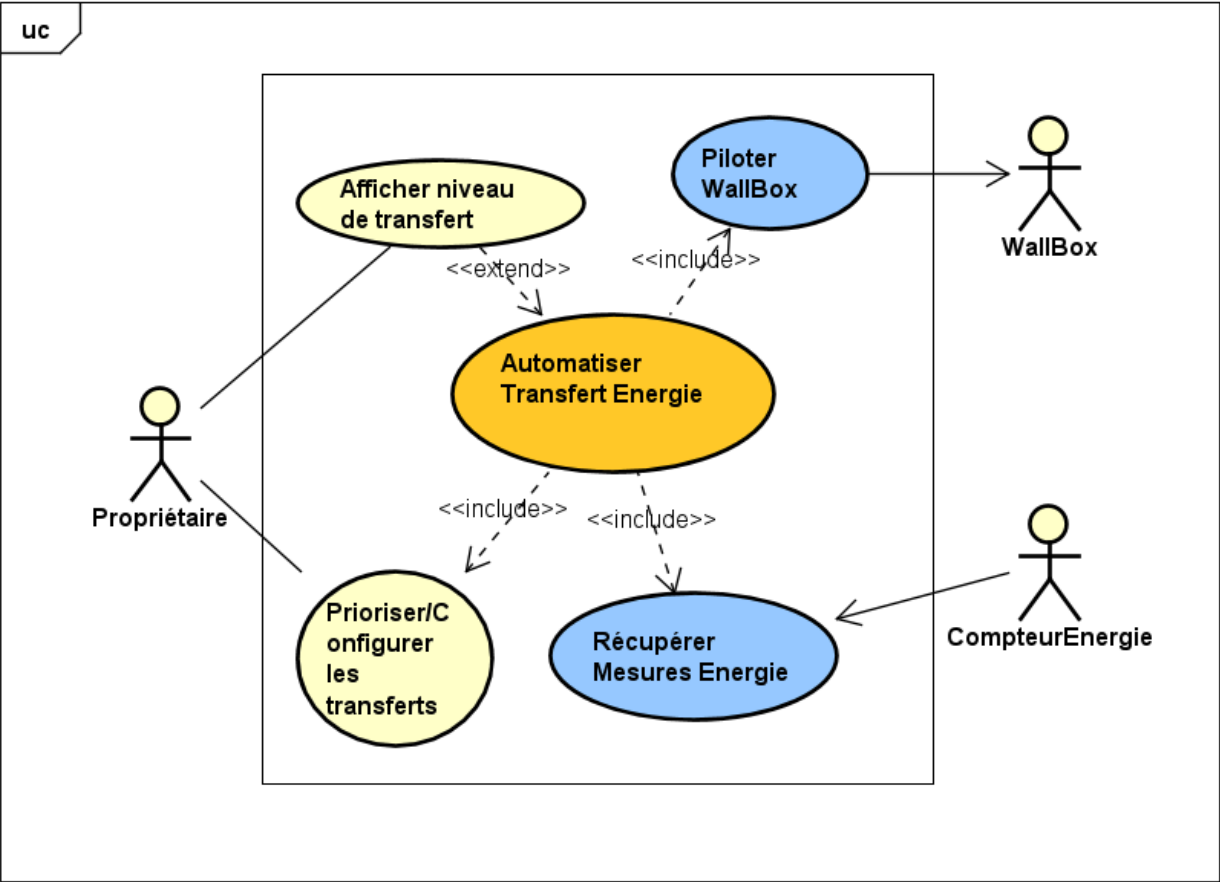 uc
Piloter
WallBox
Afficher niveau
de transfert
WallBox
<<extend>>
<<include>>
Automatiser
Transfert Energie
Propriétaire
<<include>>
<<include>>
Prioriser/C
onfigurer
les
transferts
Récupérer
Mesures Energie
CompteurEnergie